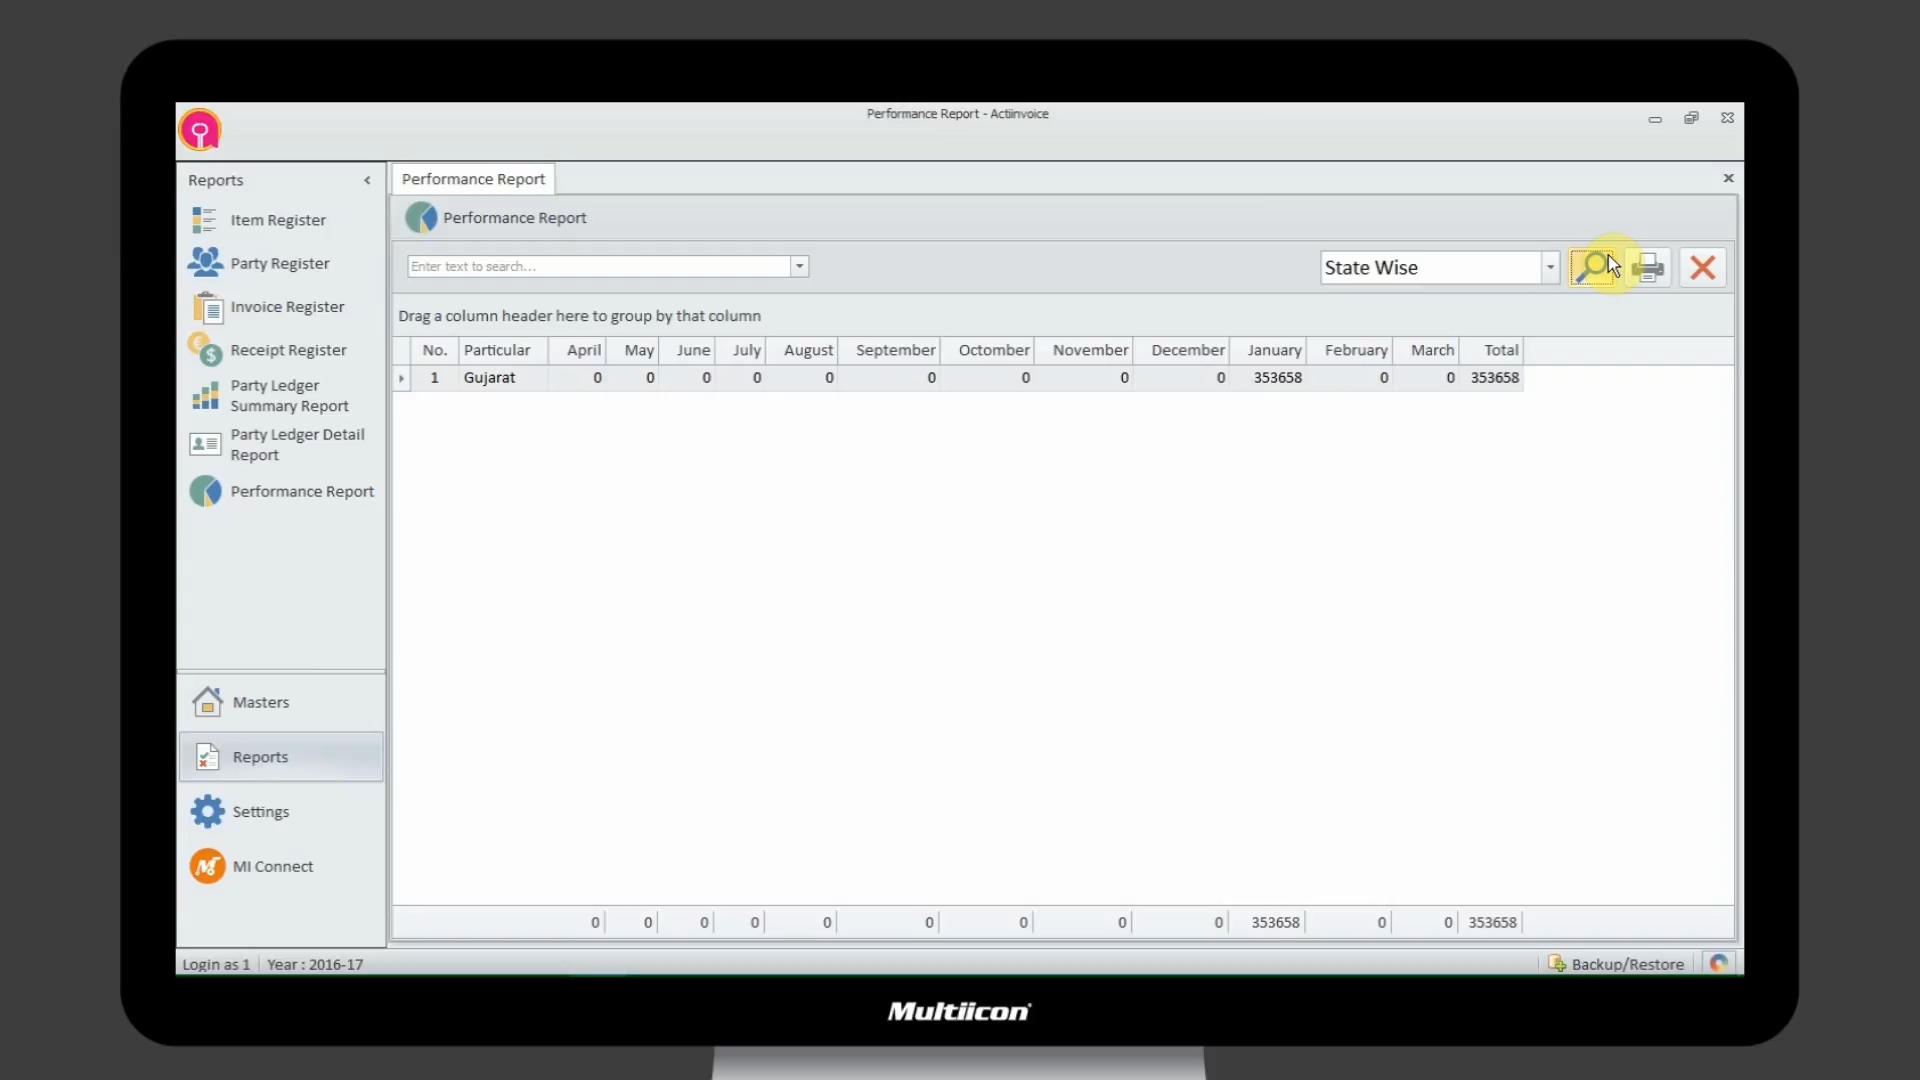 Performance Report - Actiinvoice
Reports
Performance Report
Item Register
Party Register
Invoice Register
Receipt Register
Party Ledger
Summary Report
Party Ledger Detail
Report
Performance Report
Masters
Reports
Settings
MI Connect
Performance Report
Enter text to search...
State Wise
Drag a column header here to group by that column
No. Particular April May June July August September Octomber November December January February March Total
1 Gujarat 0 0 0 0 0 0 0 0 0 353658 0 0 353658
0 0 0 0 0 0 0 0 0 353658 0 0 353658
Login as 1 Year : 2016-17
Backup/Restore
Multiicon